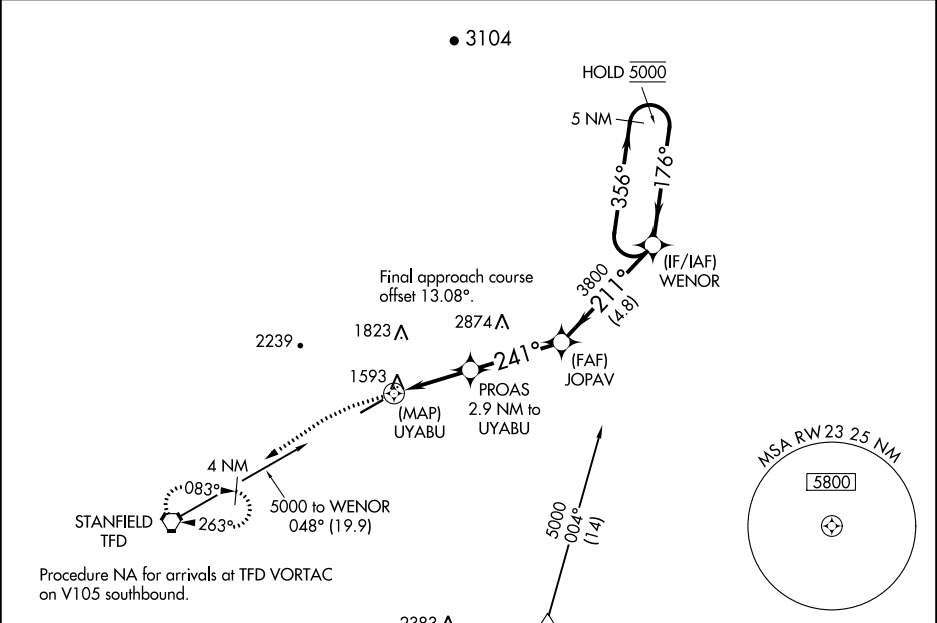 3104
HOLD 5000
5 NM
356°
176°
(IF/IAF)
WENOR
3800
211°
(4.8)
Final approach course
offset 13.08°.
2874
1823
2239
241°
(FAF)
JOPAV
1593
PROAS
2.9 NM to
UYABU
(MAP)
UYABU
MSA RW23 25 NM
5800
4 NM
083°
5000 to WENOR
048° (19.9)
263°
STANFIELD
TFD
5000
004°
(14)
Procedure NA for arrivals at TFD VORTAC
on V105 southbound.
2383